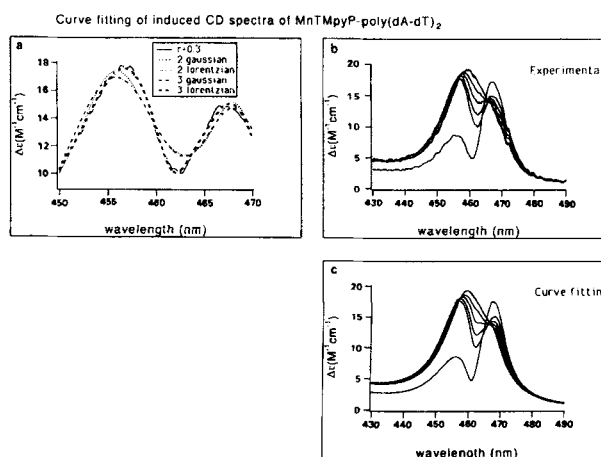 Curve fitting of induced CD spectra of MnTMpyP-poly(dA-dT)2
a
r=0.3
2 gaussian
2 lorentzian
3 gaussian
3 lorentzian
18
16
14
12
10
Δε(M⁻¹cm⁻¹)
450 455 460 465 470
wavelength (nm)
b
Experimental
20
15
10
5
0
Δε(M⁻¹cm⁻¹)
430 440 450 460 470 480 490
wavelength (nm)
c
Curve fitting
20
15
10
5
0
Δε(M⁻¹cm⁻¹)
430 440 450 460 470 480 490
wavelength (nm)